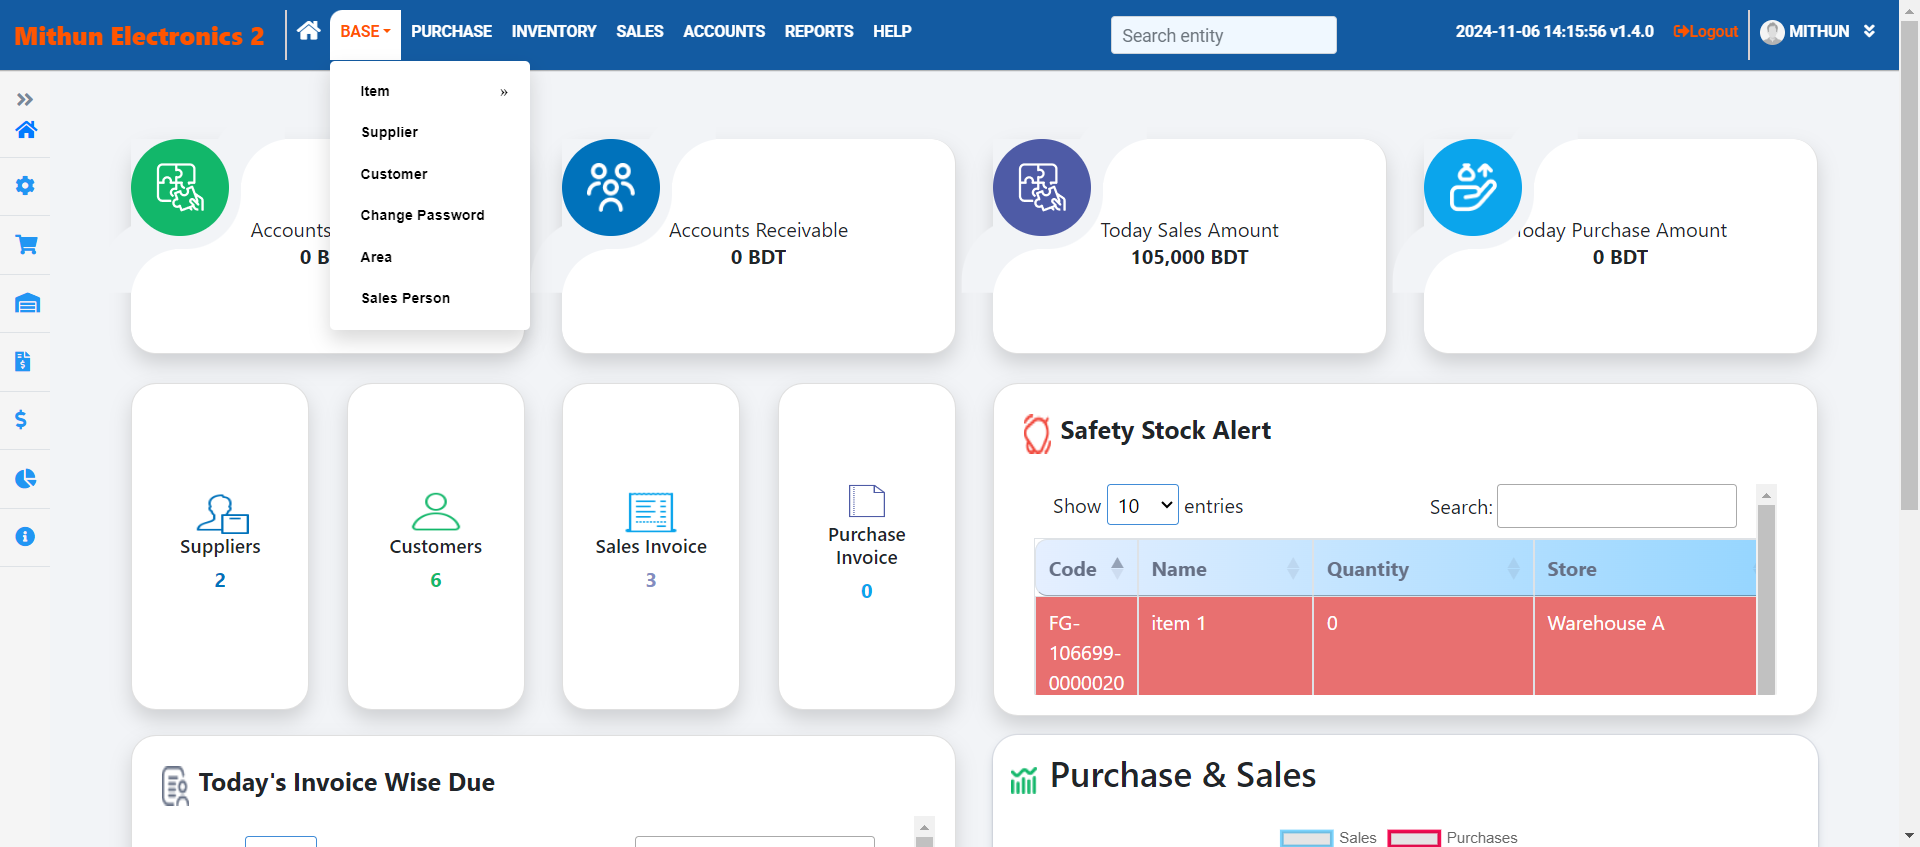 Mithun Electronics 2
BASE
PURCHASE
INVENTORY
SALES
ACCOUNTS
REPORTS
HELP
Search entity
2024-11-06 14:15:56 v1.4.0
Logout
MITHUN
Item »
Supplier
Customer
Change Password
Area
Sales Person
Accounts
0 B
Accounts Receivable
0 BDT
Today Sales Amount
105,000 BDT
Today Purchase Amount
0 BDT
Suppliers
2
Customers
6
Sales Invoice
3
Purchase
Invoice
0
Safety Stock Alert
Show 10 entries
Search:
Code Name Quantity Store
FG- item 1 0 Warehouse A
106699-
0000020
Today's Invoice Wise Due
Purchase & Sales
Sales Purchases